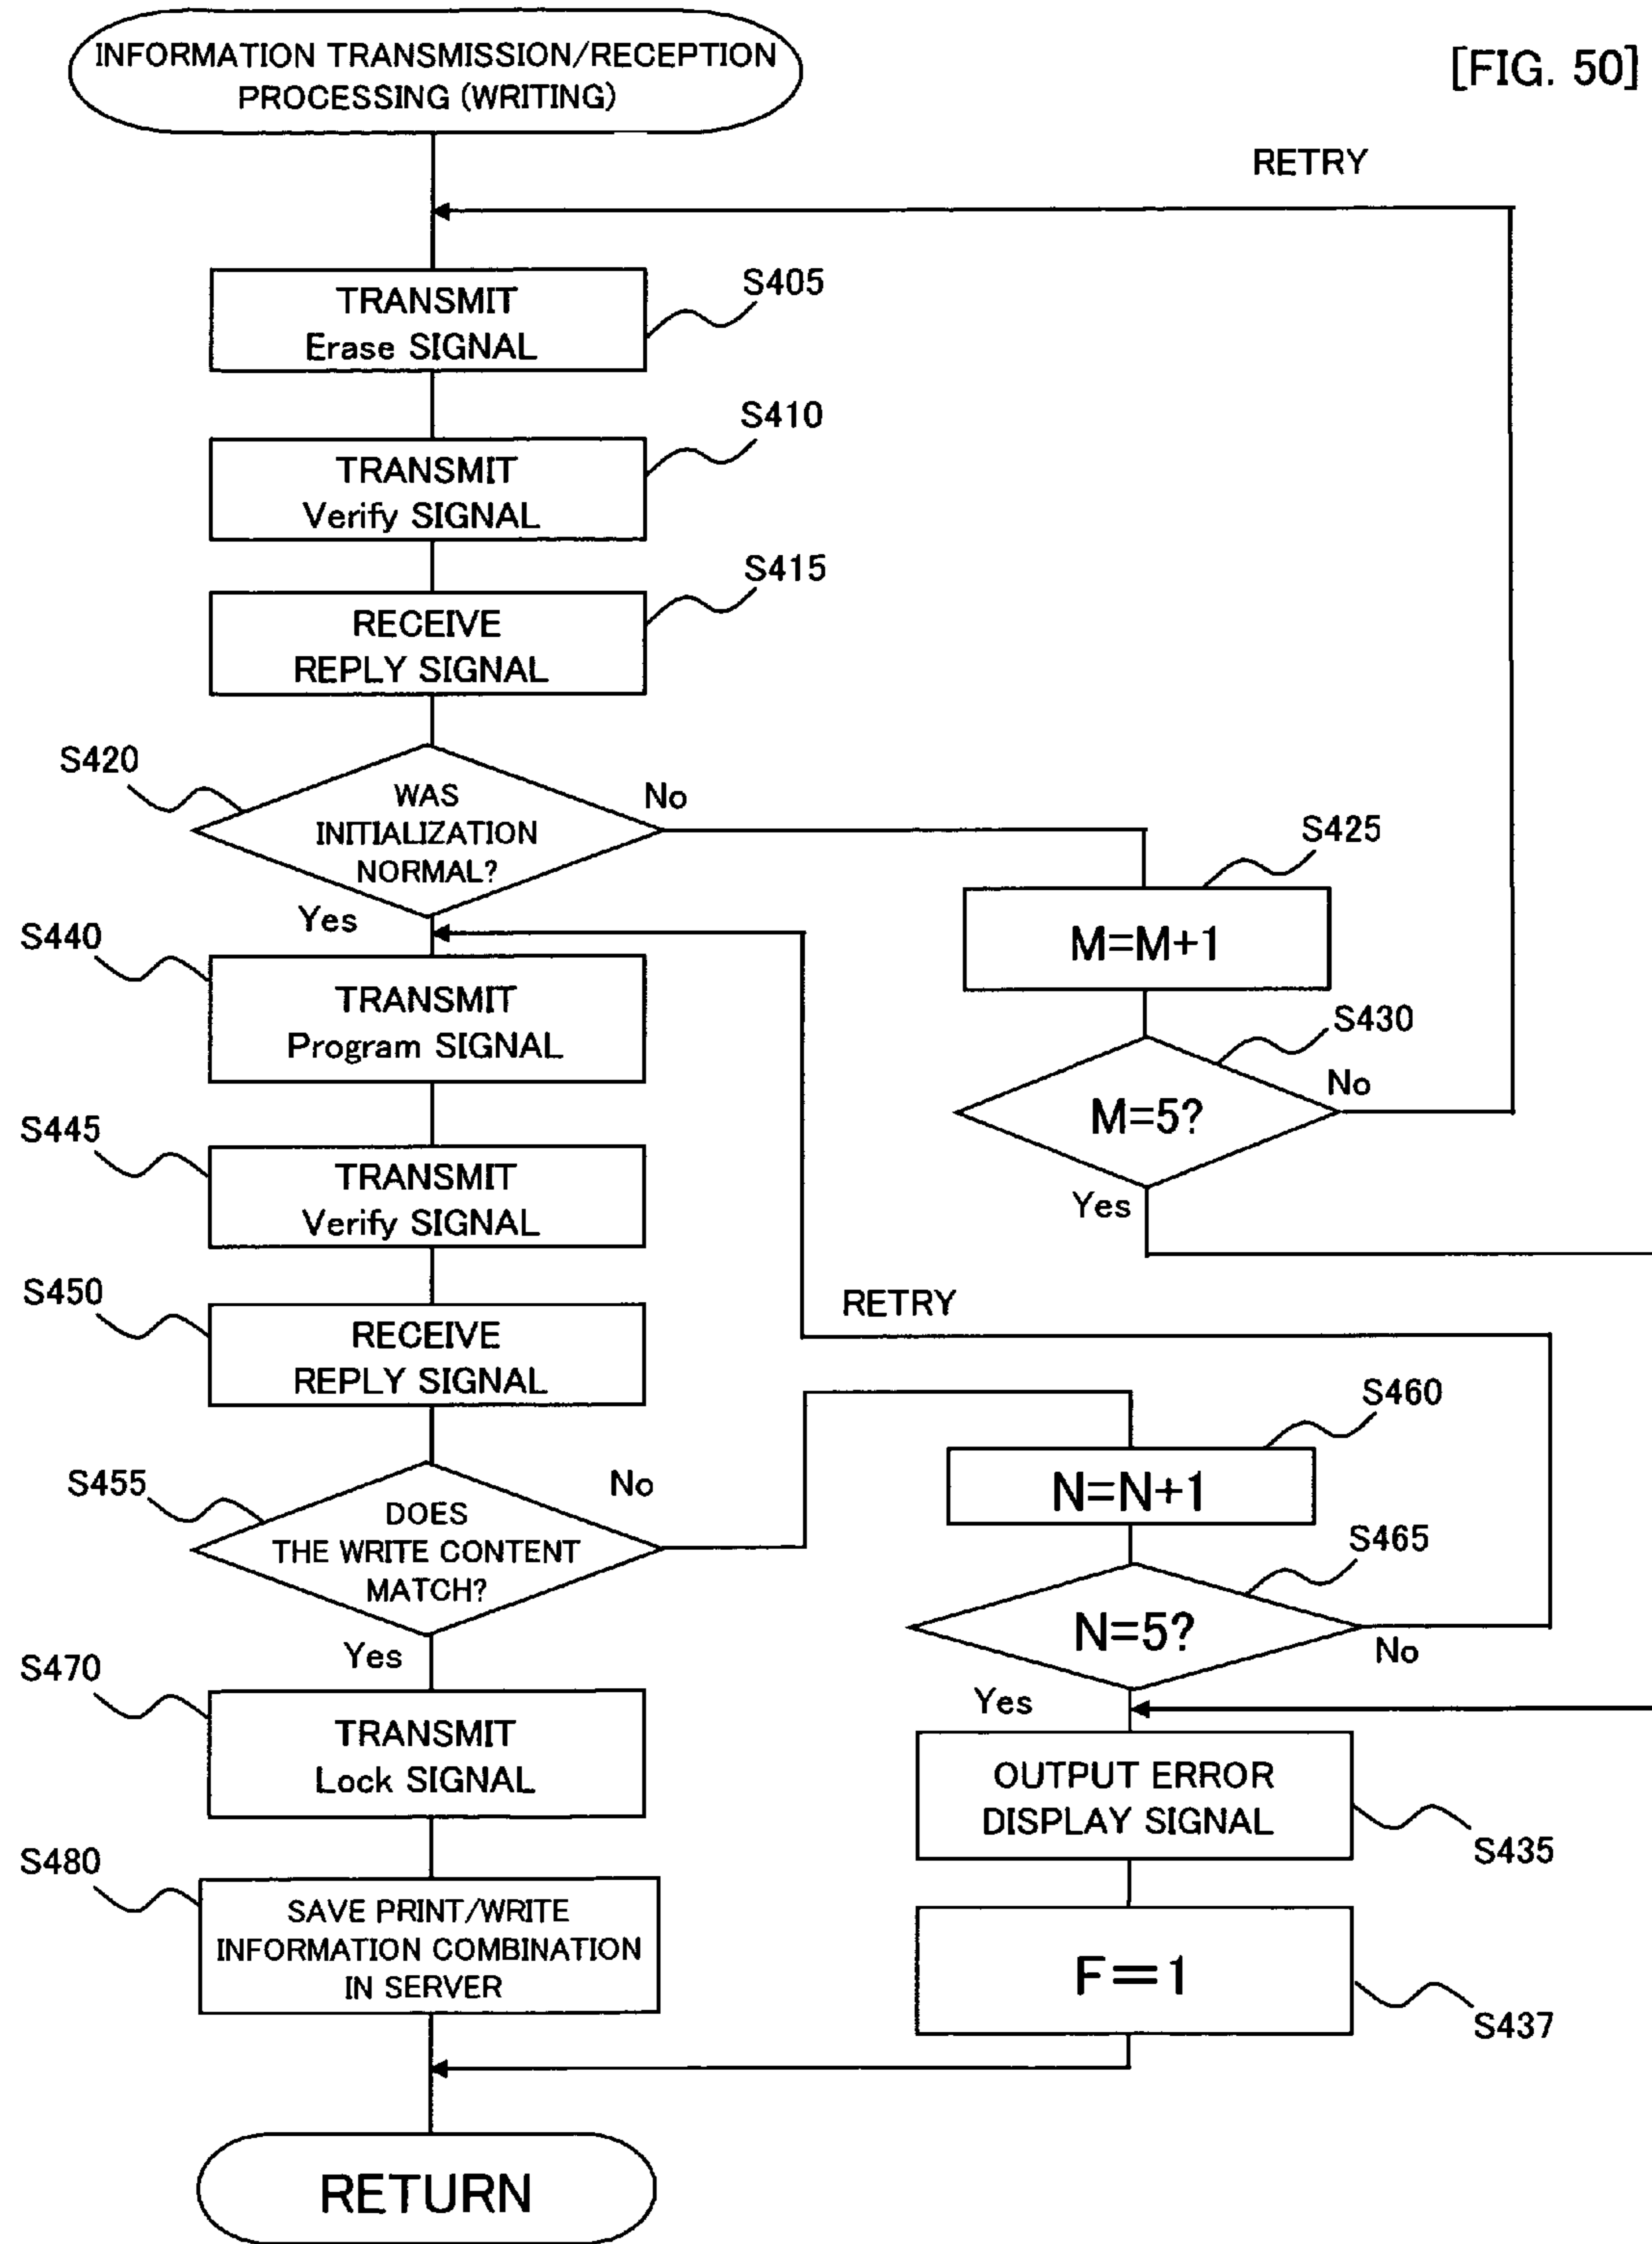 [FIG. 50]
INFORMATION TRANSMISSION/RECEPTION
PROCESSING (WRITING)
RETRY
S405
TRANSMIT
Erase SIGNAL
S410
TRANSMIT
Verify SIGNAL
S415
RECEIVE
REPLY SIGNAL
S420
WAS
INITIALIZATION
NORMAL?
No
Yes
S425
M=M+1
S430
M=5?
No
Yes
S440
TRANSMIT
Program SIGNAL
S445
TRANSMIT
Verify SIGNAL
S450
RECEIVE
REPLY SIGNAL
RETRY
S455
DOES
THE WRITE CONTENT
MATCH?
No
Yes
S460
N=N+1
S465
N=5?
No
Yes
S470
TRANSMIT
Lock SIGNAL
OUTPUT ERROR
DISPLAY SIGNAL
S435
S480
SAVE PRINT/WRITE
INFORMATION COMBINATION
IN SERVER
F=1
S437
RETURN